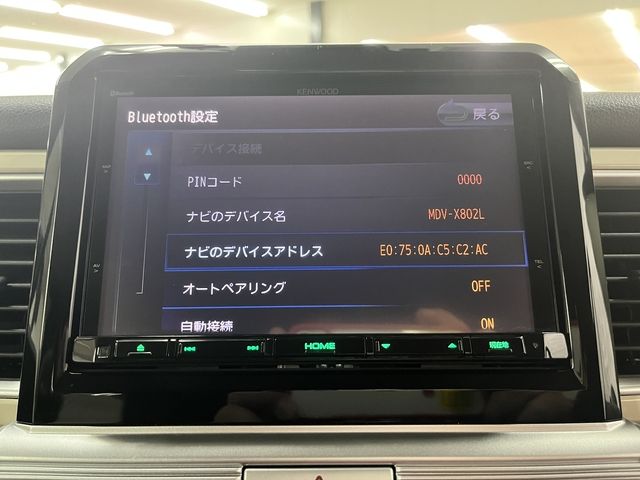 Bluetooth
KENWOOD
Bluetooth設定
戻る
デバイス接続
PINコード 0000
ナビのデバイス名 MDV-X802L
ナビのデバイスアドレス E0:75:0A:C5:C2:AC
オートペアリング OFF
自動接続 ON
AV
TEL
HOME
現在地